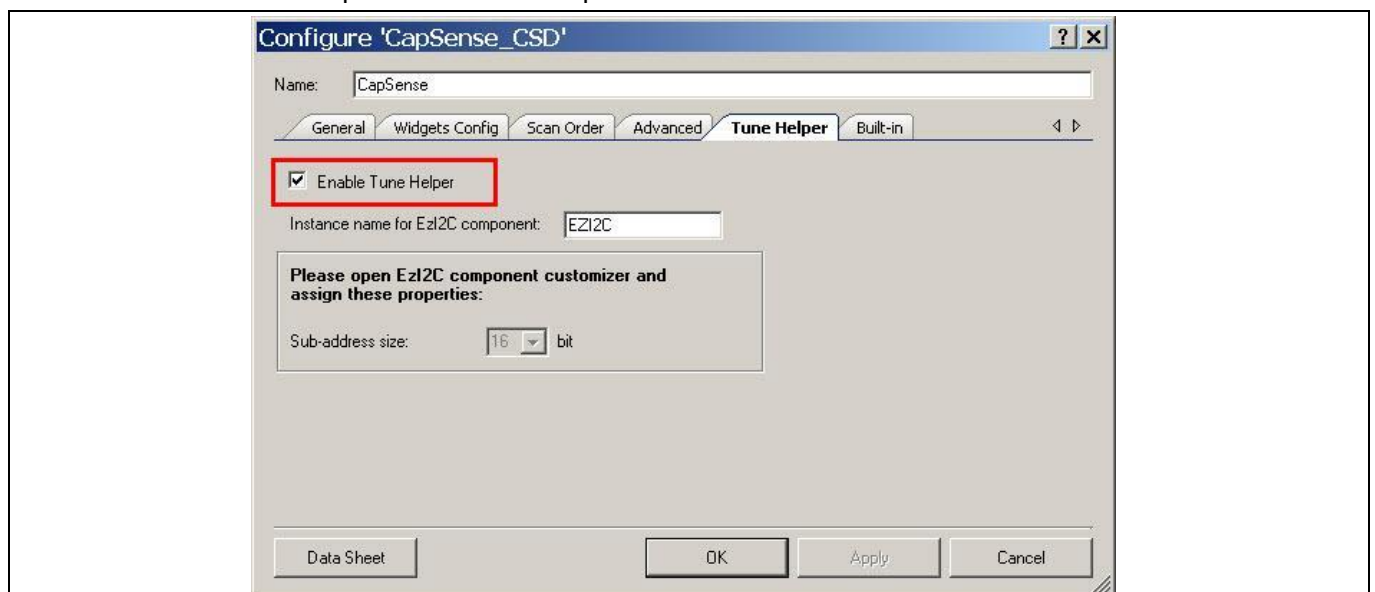 Configure 'CapSense_CSD'
? X
Name: CapSense
General Widgets Config Scan Order Advanced Tune Helper Built-in
Enable Tune Helper
Instance name for EzI2C component: EZI2C
Please open EzI2C component customizer and
assign these properties:
Sub-address size: 16 bit
Data Sheet OK Apply Cancel